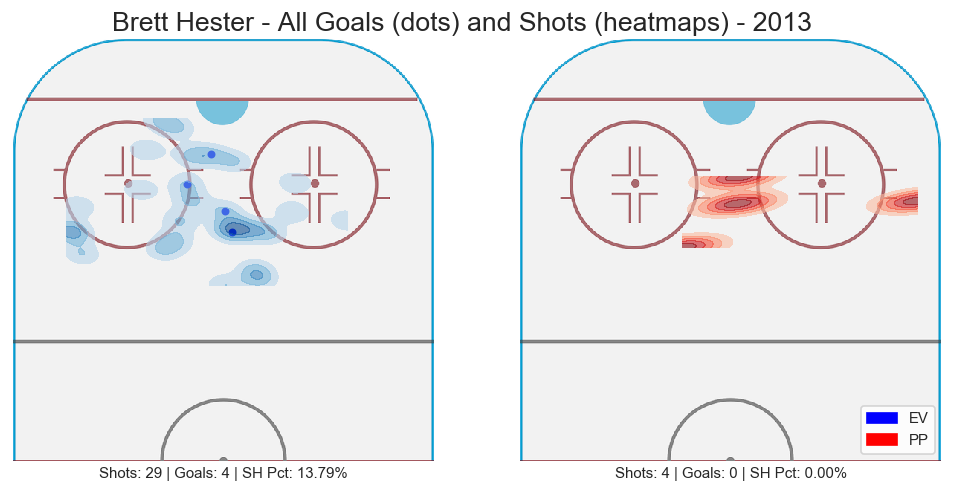 Brett Hester - All Goals (dots) and Shots (heatmaps) - 2013
EV
PP
Shots: 29 | Goals: 4 | SH Pct: 13.79%
Shots: 4 | Goals: 0 | SH Pct: 0.00%